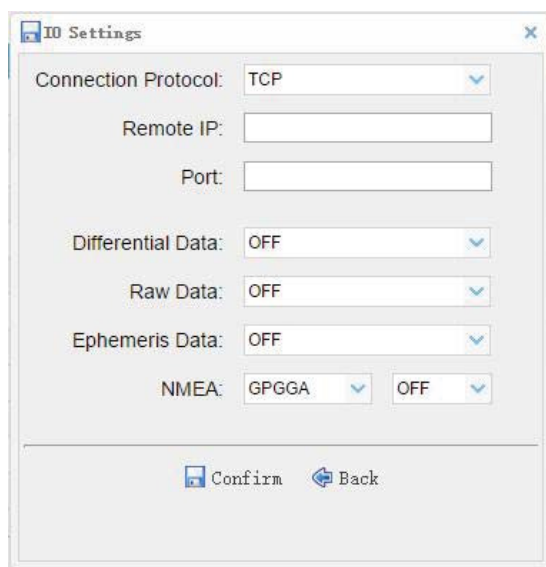 IO Settings
Connection Protocol: TCP
Remote IP:
Port:
Differential Data: OFF
Raw Data: OFF
Ephemeris Data: OFF
NMEA: GPGGA OFF
Confirm Back